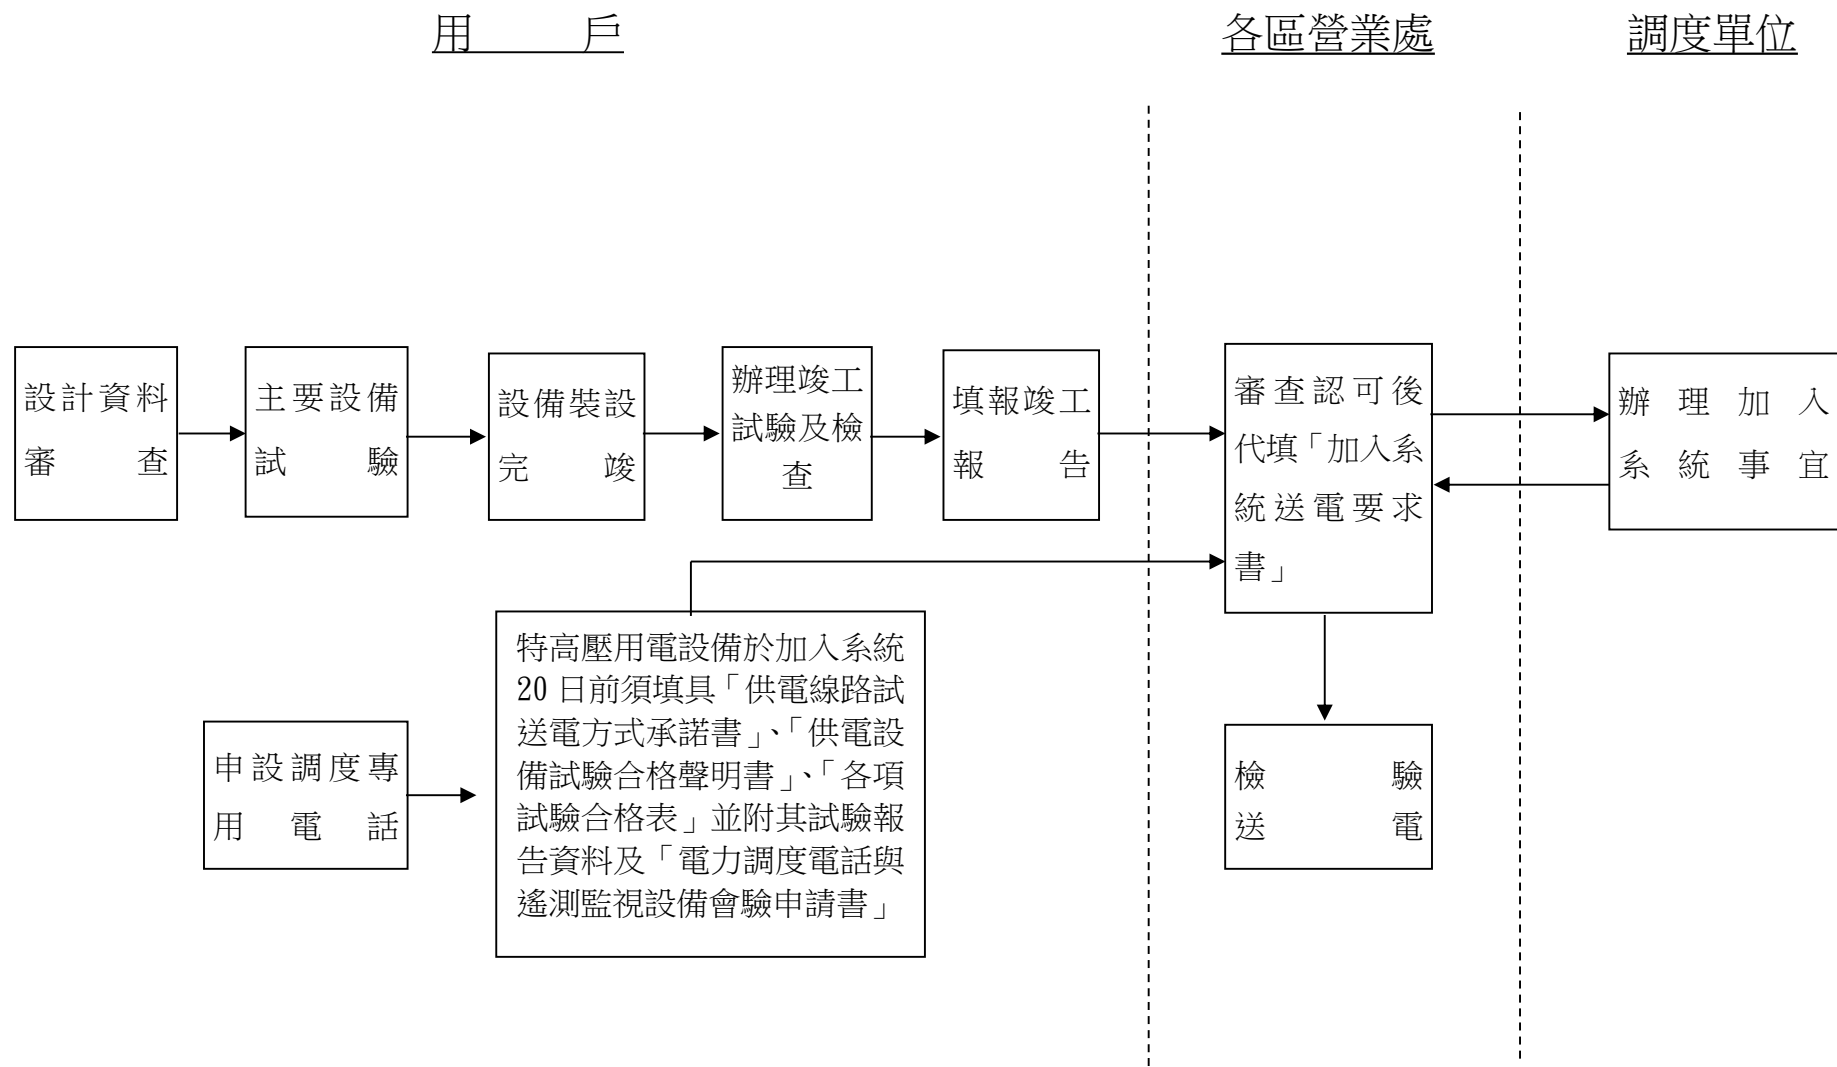 用戶
各區營業處
調度單位
設計資料
審查
主要設備
試驗
設備裝設
完竣
辦理竣工
試驗及檢
查
填報竣工
報告
審查認可後
代填「加入系
統送電要求
書」
辦理加入
系統事宜
特高壓用電設備於加入系統
20日前須填具「供電線路試
送電方式承諾書」、「供電設
備試驗合格聲明書」、「各項
試驗合格表」並附其試驗報
告資料及「電力調度電話與
遙測監視設備會驗申請書」
申設調度專
用電話
檢驗
送電